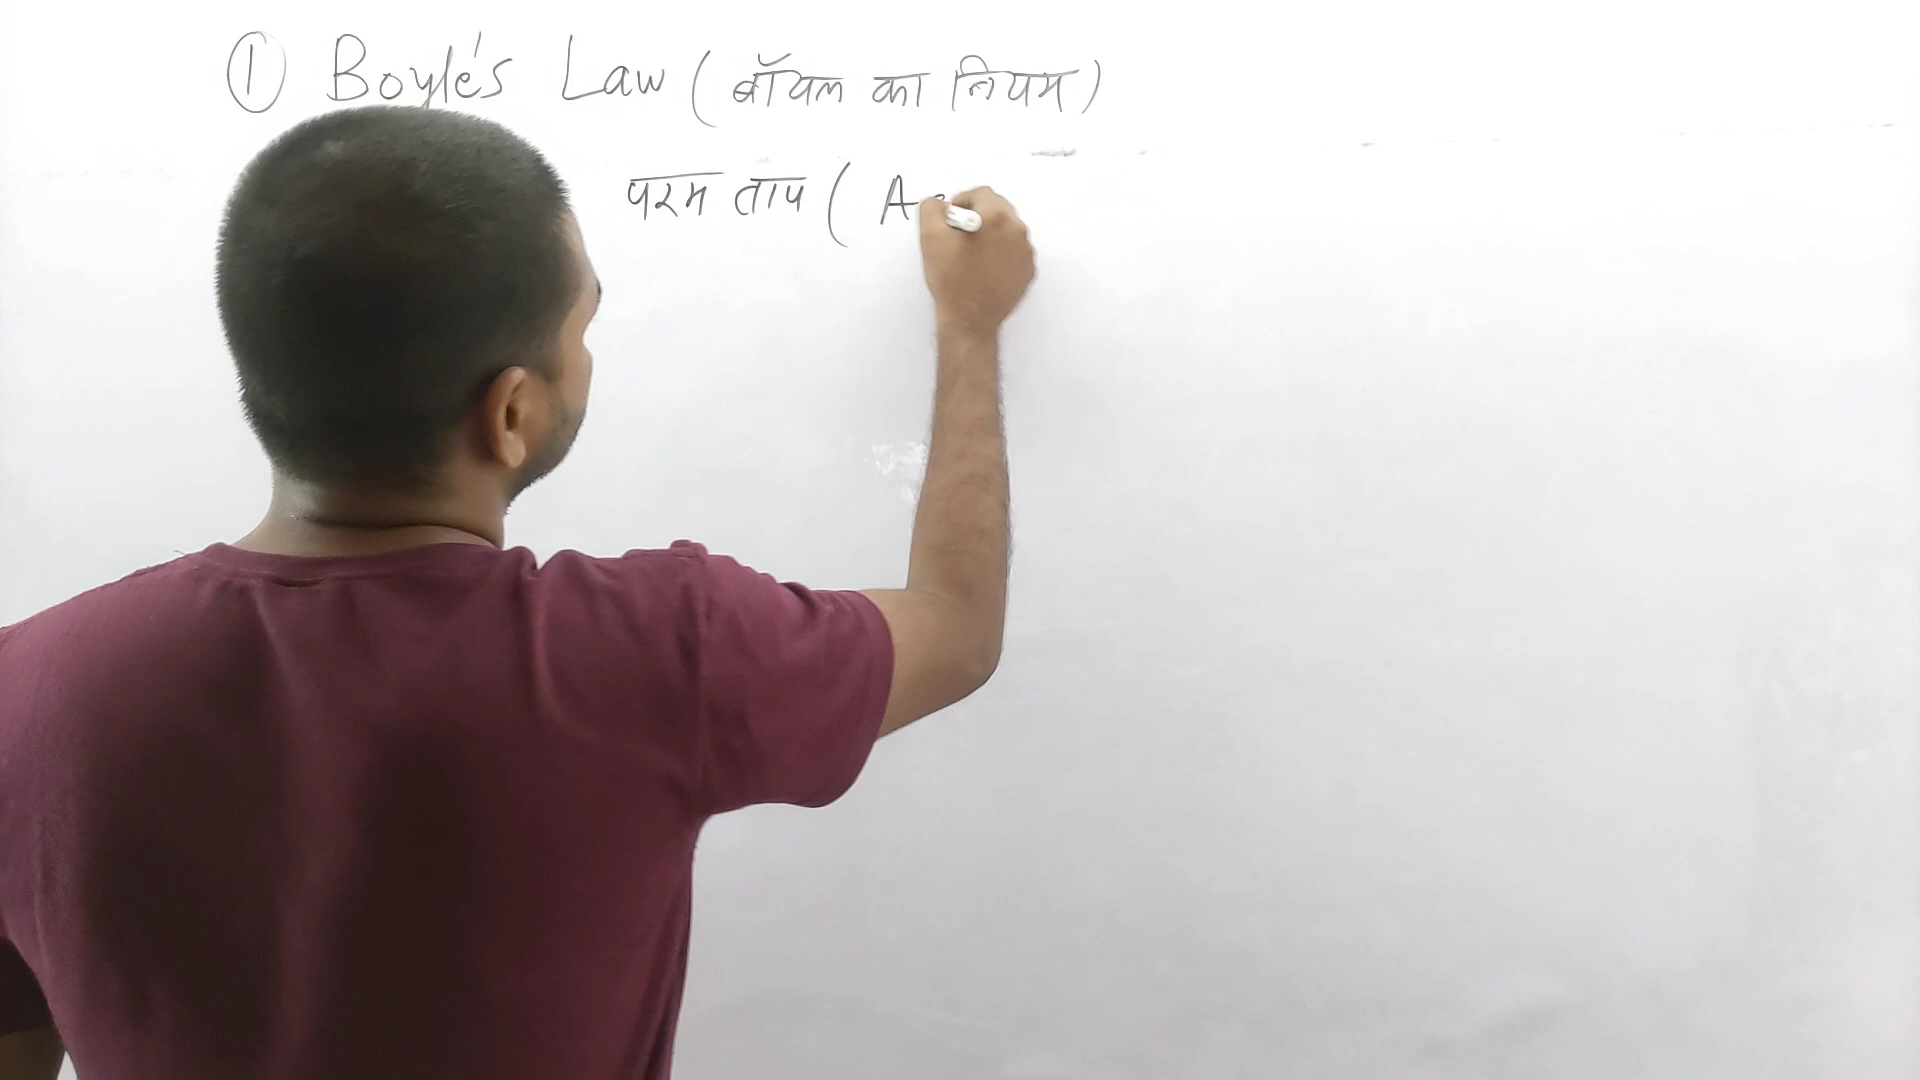 ① Boyle's Law ( बॉयल का नियम )
परम ताप (